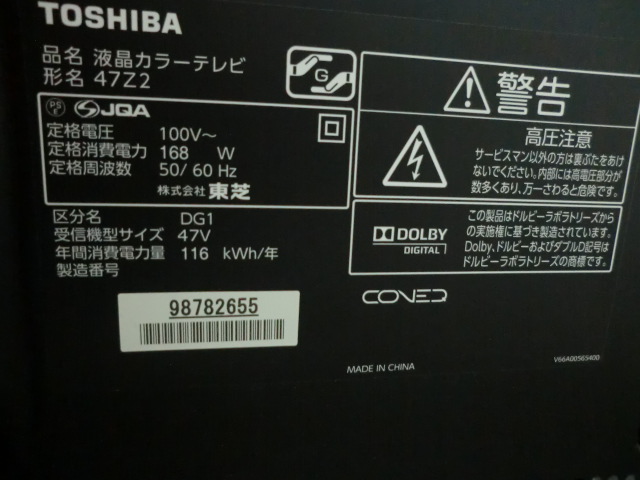 TOSHIBA
品名 液晶カラーテレビ
形名 47Z2
G
PS
E
JQA
定格電圧 100V～
定格消費電力 168 W
定格周波数 50/60 Hz
株式会社 東芝
区分名 DG1
受信機型サイズ 47V
年間消費電力量 116 kWh/年
製造番号
98782655
警告
高圧注意
サービスマン以外の方は裏ぶたをあけ
ないでください。内部には高電圧部分が
数多くあり、万一さわると危険です。
DOLBY
DIGITAL
この製品はドルビーラボラトリーズから
の実施権に基づき製造されています。
Dolby、ドルビーおよびダブルD記号は
ドルビーラボラトリーズの商標です。
CONEQ
MADE IN CHINA
V66A00565400